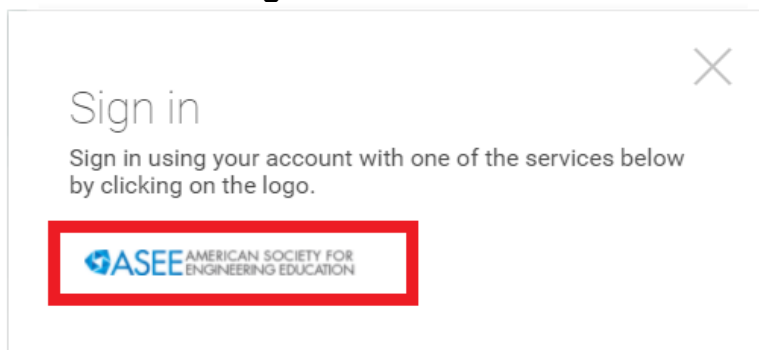 Sign in
Sign in using your account with one of the services below
by clicking on the logo.
ASEE AMERICAN SOCIETY FOR
ENGINEERING EDUCATION